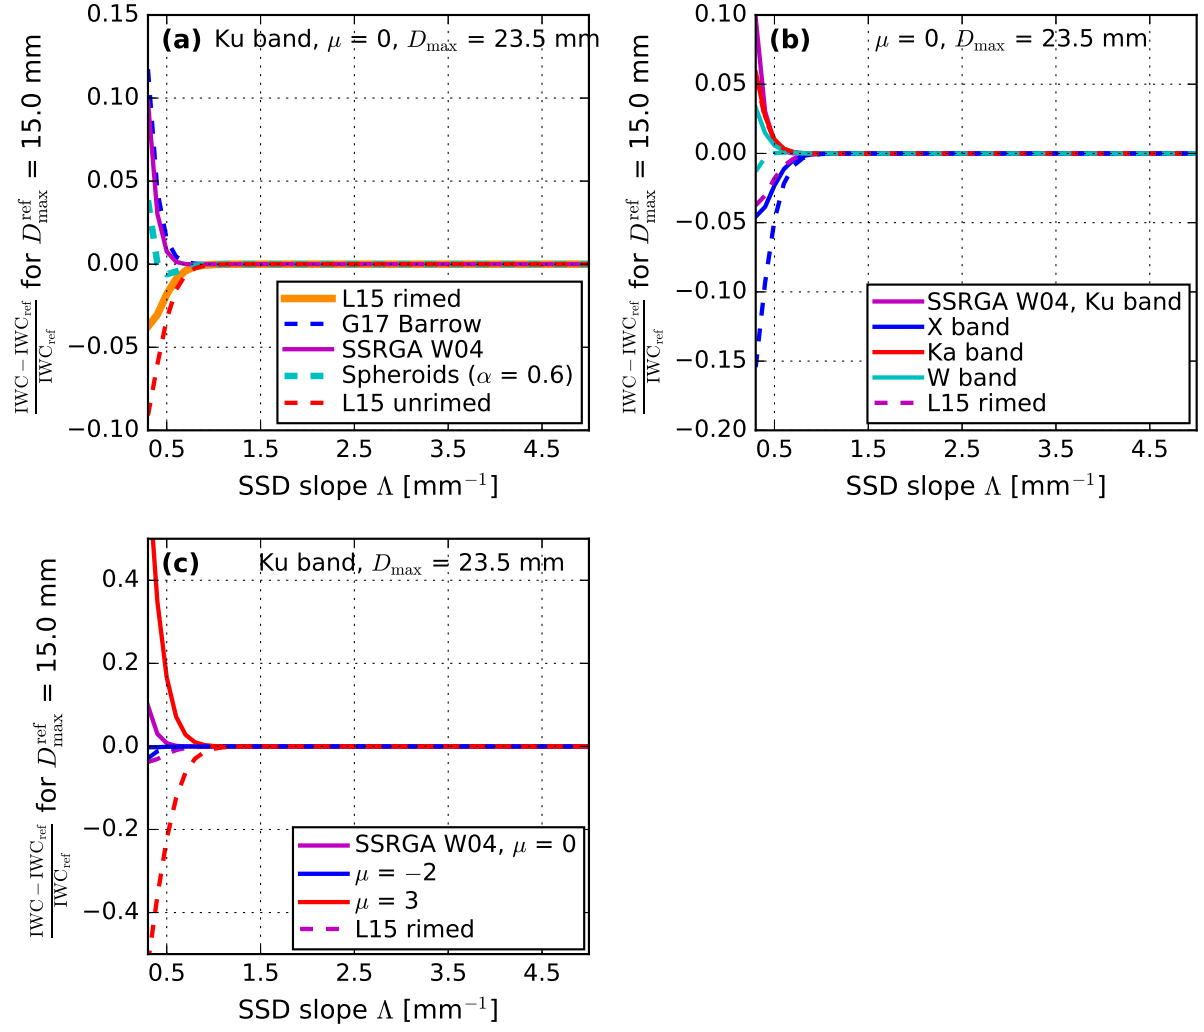 (a) Ku band, μ = 0, D_max = 23.5 mm
0.15
0.10
0.05
0.00
−0.05
−0.10
IWC − IWC_ref / IWC_ref for D_max^ref = 15.0 mm
L15 rimed
G17 Barrow
SSRGA W04
Spheroids (α = 0.6)
L15 unrimed
0.5 1.5 2.5 3.5 4.5
SSD slope Λ [mm⁻¹]
(b) μ = 0, D_max = 23.5 mm
0.10
0.05
0.00
−0.05
−0.10
−0.15
−0.20
IWC − IWC_ref / IWC_ref for D_max^ref = 15.0 mm
SSRGA W04, Ku band
X band
Ka band
W band
L15 rimed
0.5 1.5 2.5 3.5 4.5
SSD slope Λ [mm⁻¹]
(c) Ku band, D_max = 23.5 mm
0.4
0.2
0.0
−0.2
−0.4
IWC − IWC_ref / IWC_ref for D_max^ref = 15.0 mm
SSRGA W04, μ = 0
μ = −2
μ = 3
L15 rimed
0.5 1.5 2.5 3.5 4.5
SSD slope Λ [mm⁻¹]